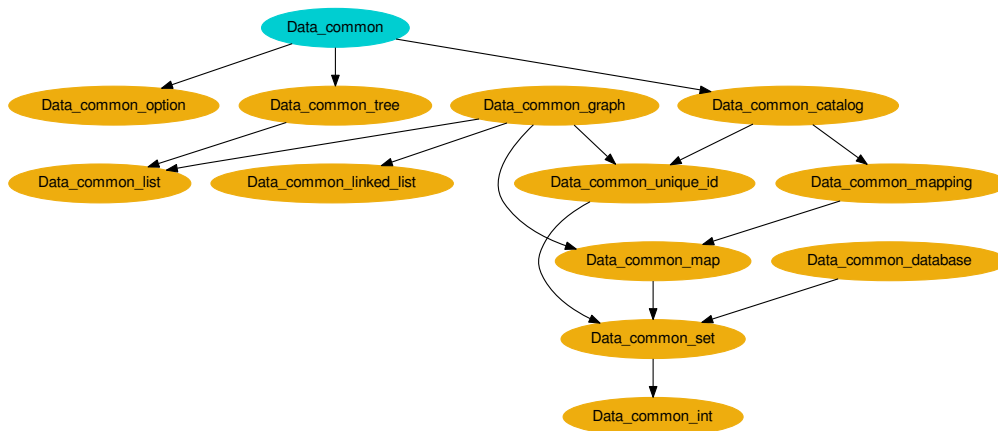 Data_common
Data_common_option
Data_common_tree
Data_common_graph
Data_common_catalog
Data_common_list
Data_common_linked_list
Data_common_unique_id
Data_common_mapping
Data_common_map
Data_common_database
Data_common_set
Data_common_int